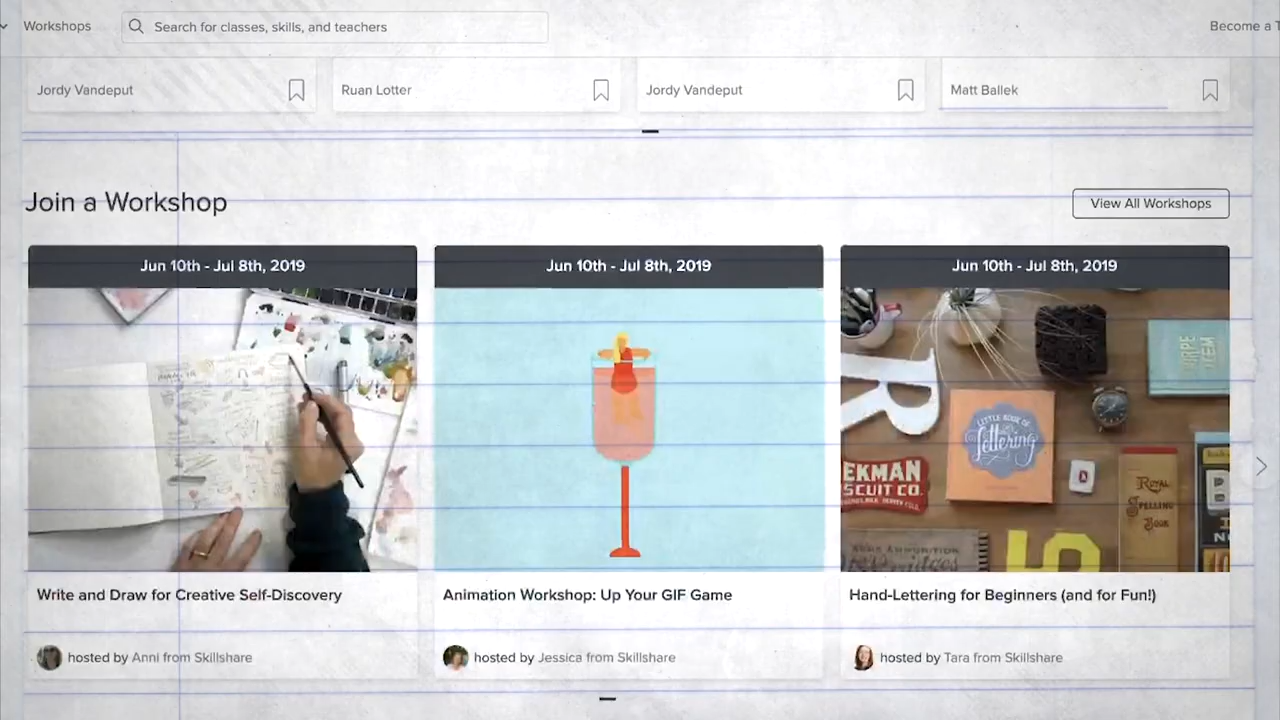 Workshops
Search for classes, skills, and teachers
Become a T
Jordy Vandeput
Ruan Lotter
Jordy Vandeput
Matt Ballek
Join a Workshop
View All Workshops
Jun 10th - Jul 8th, 2019
Jun 10th - Jul 8th, 2019
Jun 10th - Jul 8th, 2019
LITTLE BOOK OF
Lettering
EKMAN
SCUIT CO.
ROYAL
SPELLING
BOOK
Write and Draw for Creative Self-Discovery
Animation Workshop: Up Your GIF Game
Hand-Lettering for Beginners (and for Fun!)
hosted by Anni from Skillshare
hosted by Jessica from Skillshare
hosted by Tara from Skillshare